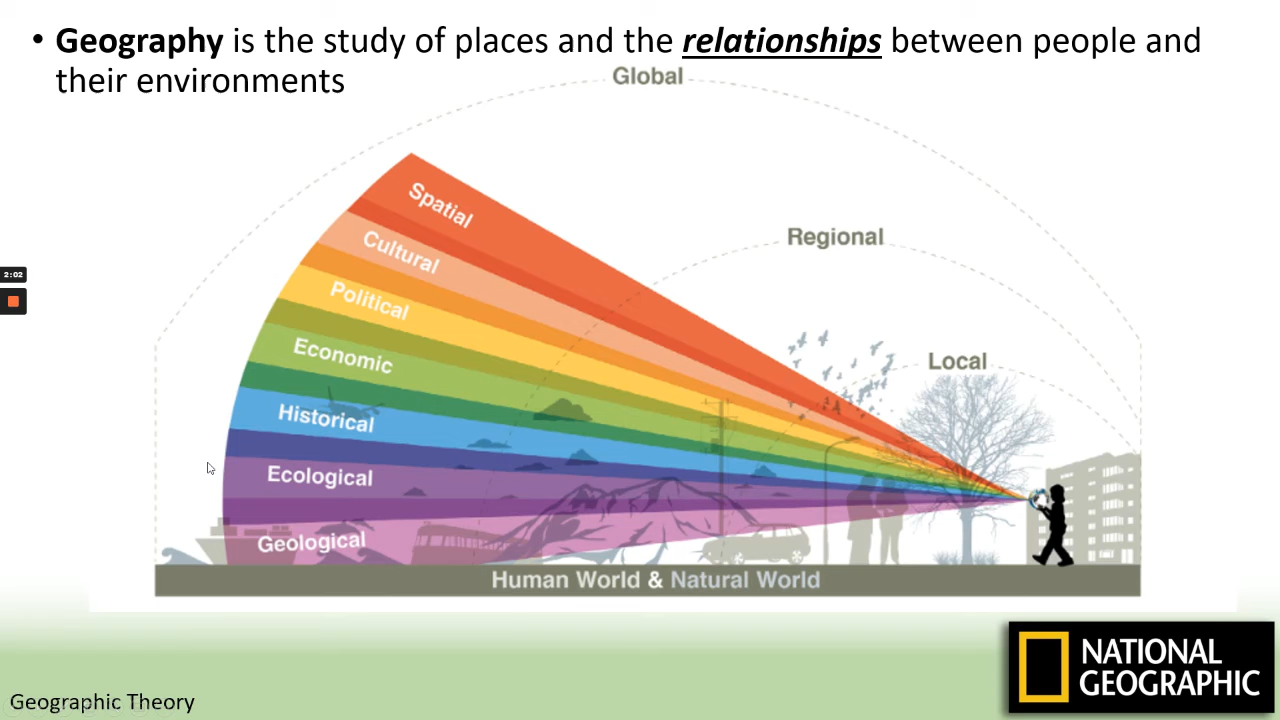 • Geography is the study of places and the relationships between people and
their environments
Global
Spatial
Regional
Cultural
Political
2:02
Economic
Local
Historical
Ecological
Geological
Human World & Natural World
NATIONAL
GEOGRAPHIC
Geographic Theory